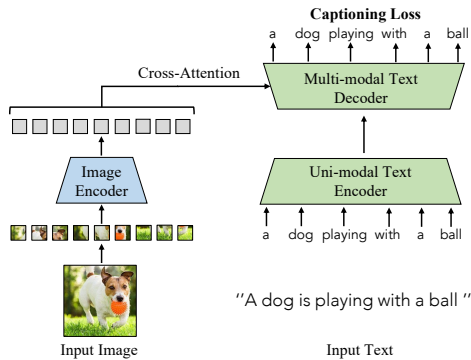 Captioning Loss
a dog playing with a ball
Cross-Attention
Multi-modal Text
Decoder
Image
Encoder
Uni-modal Text
Encoder
a dog playing with a ball
"A dog is playing with a ball "
Input Image
Input Text